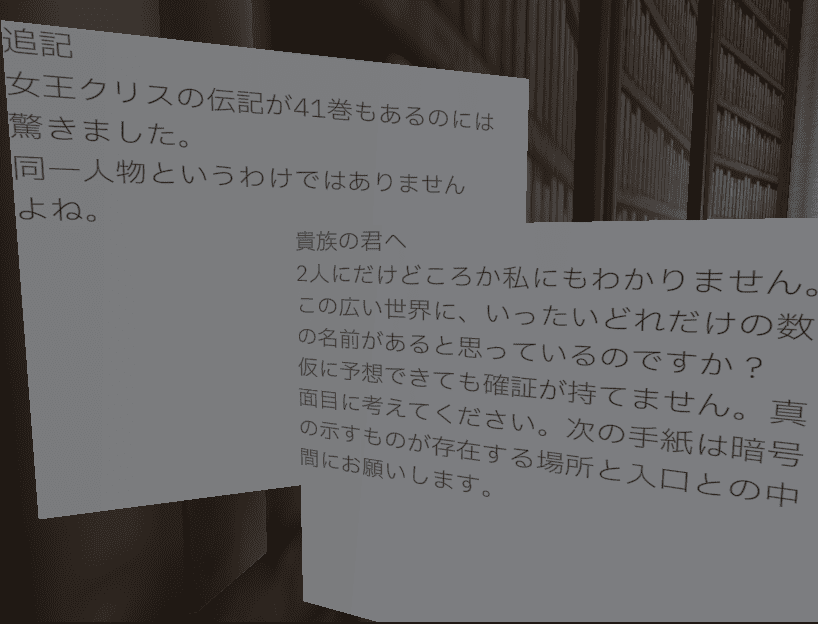 追記
女王クリスの伝記が41巻もあるのには
驚きました。
同一人物というわけではありません
よね。
貴族の君へ
2人にだけどころか私にもわかりません。
この広い世界に、いったいどれだけの数
の名前があると思っているのですか？
仮に予想できても確証が持てません。真
面目に考えてください。次の手紙は暗号
の示すものが存在する場所と入口との中
間にお願いします。